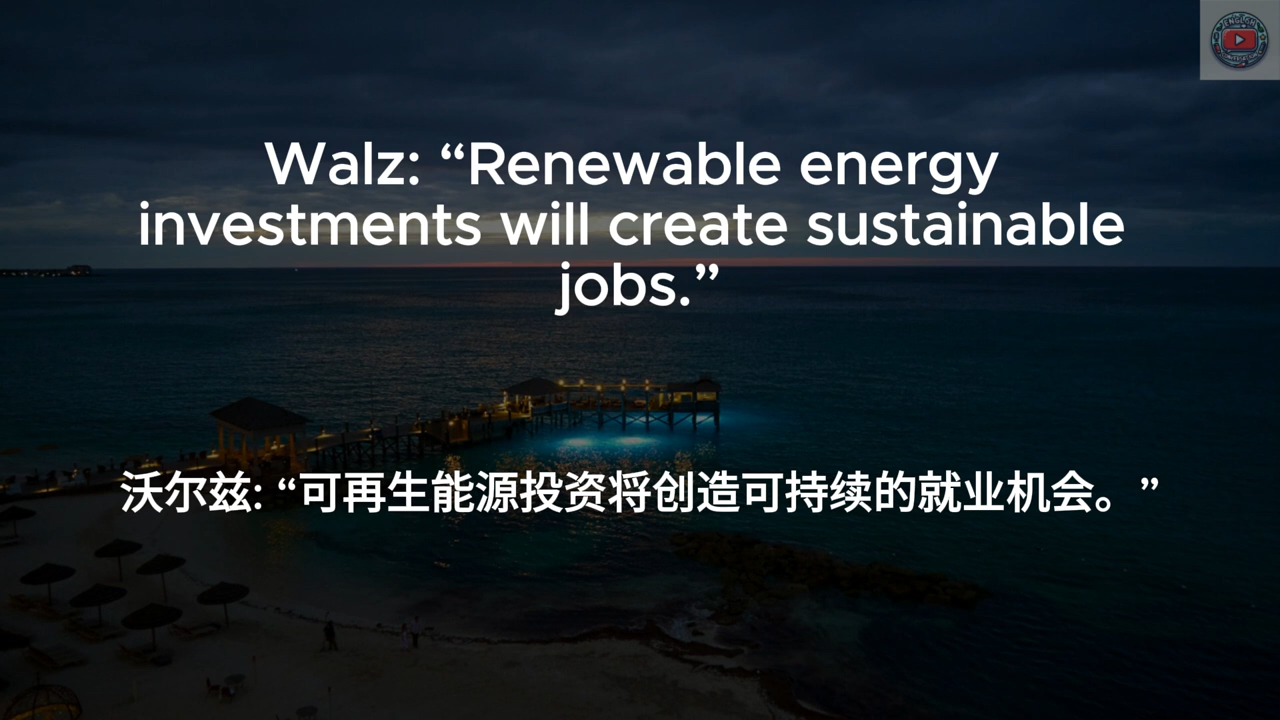 ENGLISH
Walz: “Renewable energy
investments will create sustainable
jobs.”
沃尔兹: “可再生能源投资将创造可持续的就业机会。”